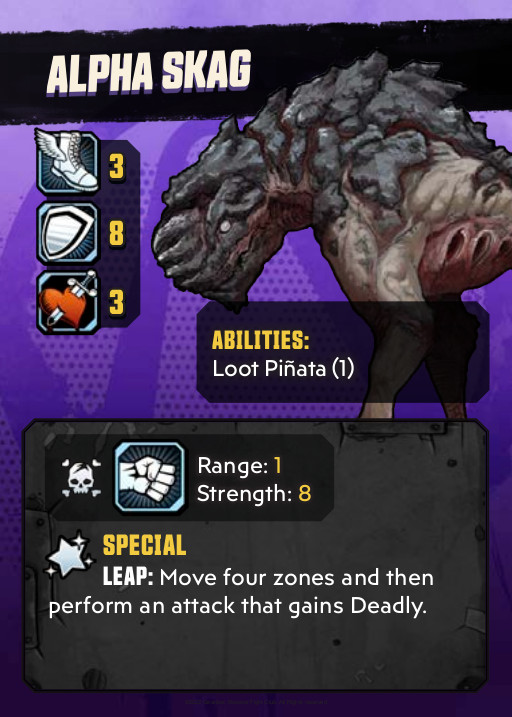 ALPHA SKAG
3
8
3
ABILITIES:
Loot Piñata (1)
Range: 1
Strength: 8
SPECIAL
LEAP: Move four zones and then
perform an attack that gains Deadly.